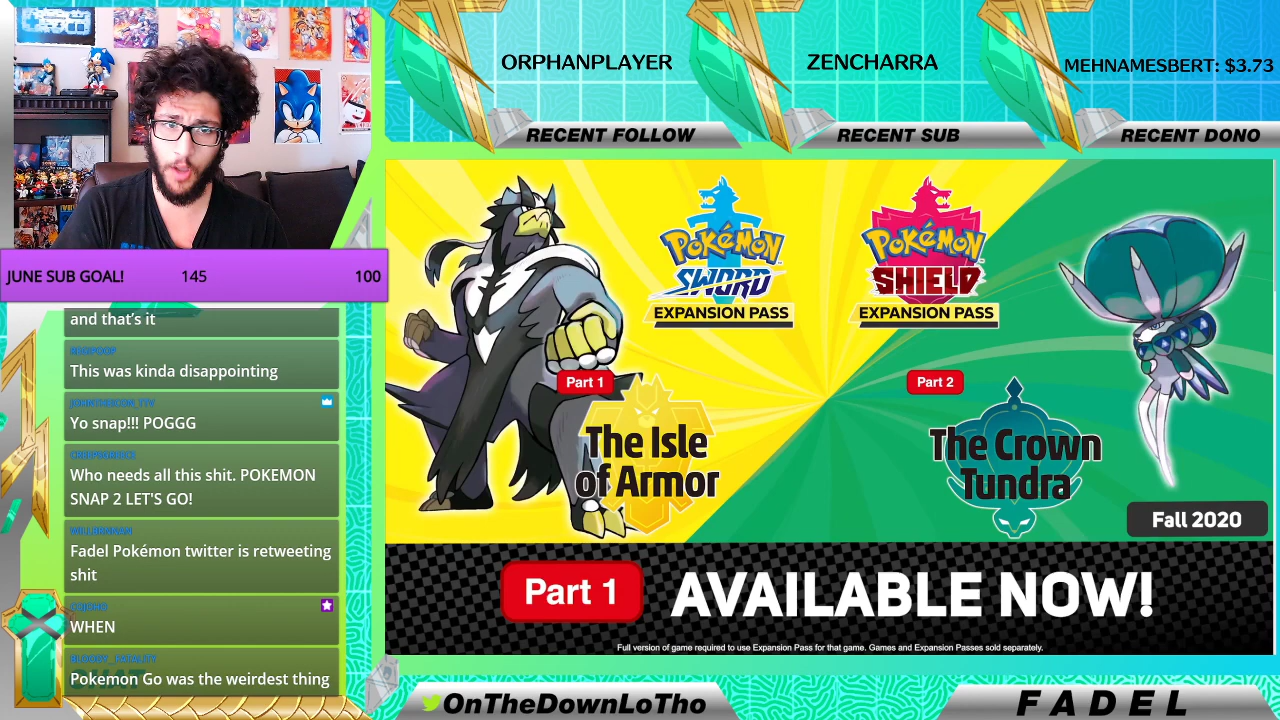 ORPHANPLAYER
ZENCHARRA
MEHNAMESBERT: $3.73
RECENT FOLLOW
RECENT SUB
RECENT DONO
JUNE SUB GOAL! 145 100
and that's it
This was kinda disappointing
Yo snap!!! POGGG
Who needs all this shit. POKEMON
SNAP 2 LET'S GO!
Fadel Pokémon twitter is retweeting
shit
WHEN
Pokemon Go was the weirdest thing
POKéMON
SWORD
EXPANSION PASS
POKéMON
SHIELD
EXPANSION PASS
Part 1
The Isle
of Armor
Part 2
The Crown
Tundra
Fall 2020
Part 1
AVAILABLE NOW!
Full version of game required to use Expansion Pass for that game. Games and Expansion Passes sold separately.
OnTheDownLoTho
FADEL